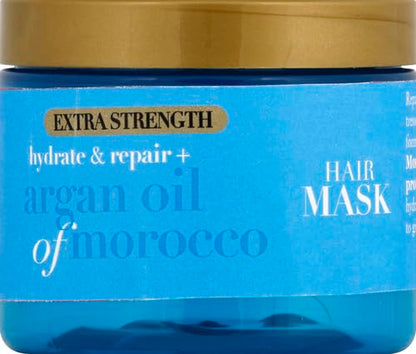 EXTRA STRENGTH
hydrate & repair +
argan oil
of morocco
HAIR
MASK